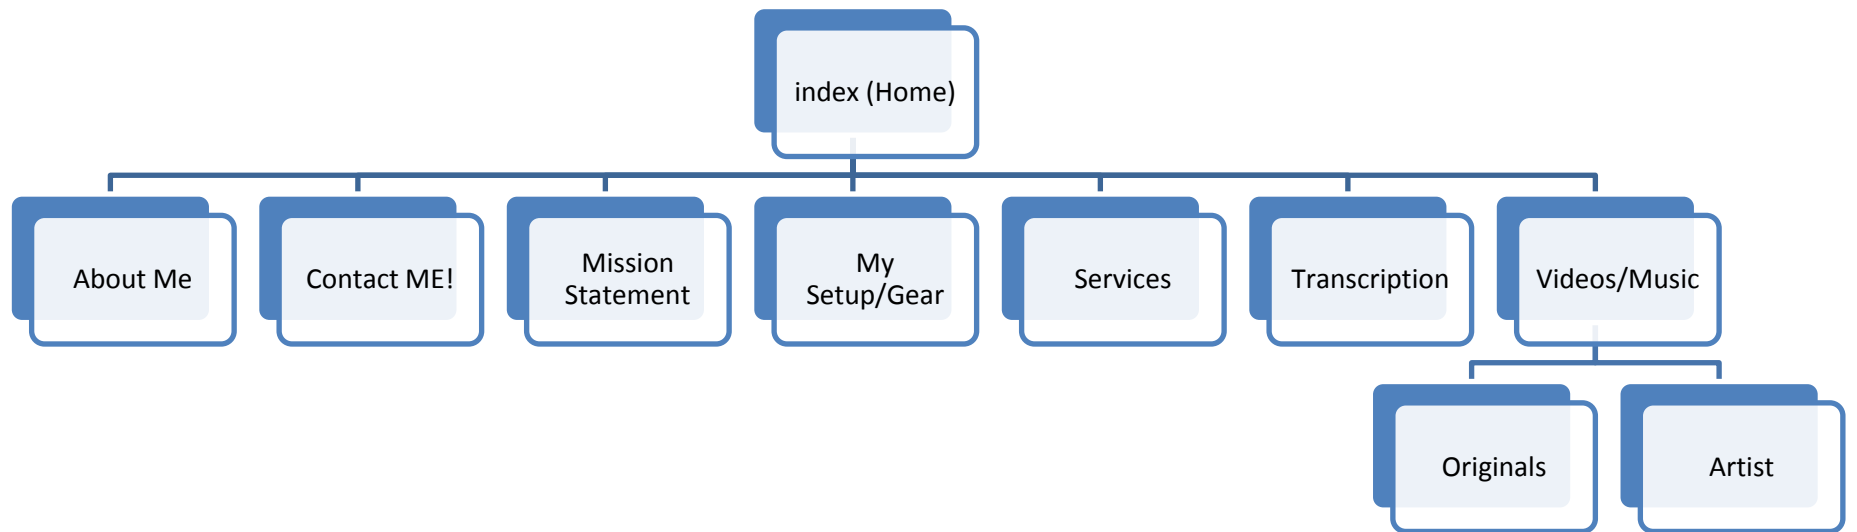 index (Home)
About Me
Contact ME!
Mission
Statement
My
Setup/Gear
Services
Transcription
Videos/Music
Originals
Artist